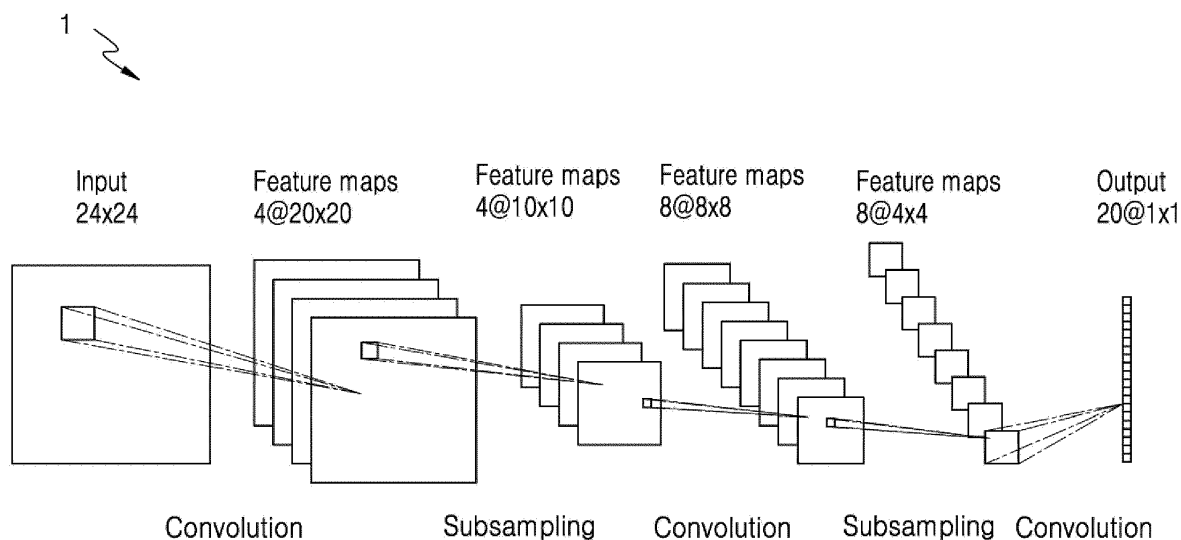 1
Input
24x24
Feature maps
4@20x20
Feature maps
4@10x10
Feature maps
8@8x8
Feature maps
8@4x4
Output
20@1x1
Convolution
Subsampling
Convolution
Subsampling
Convolution